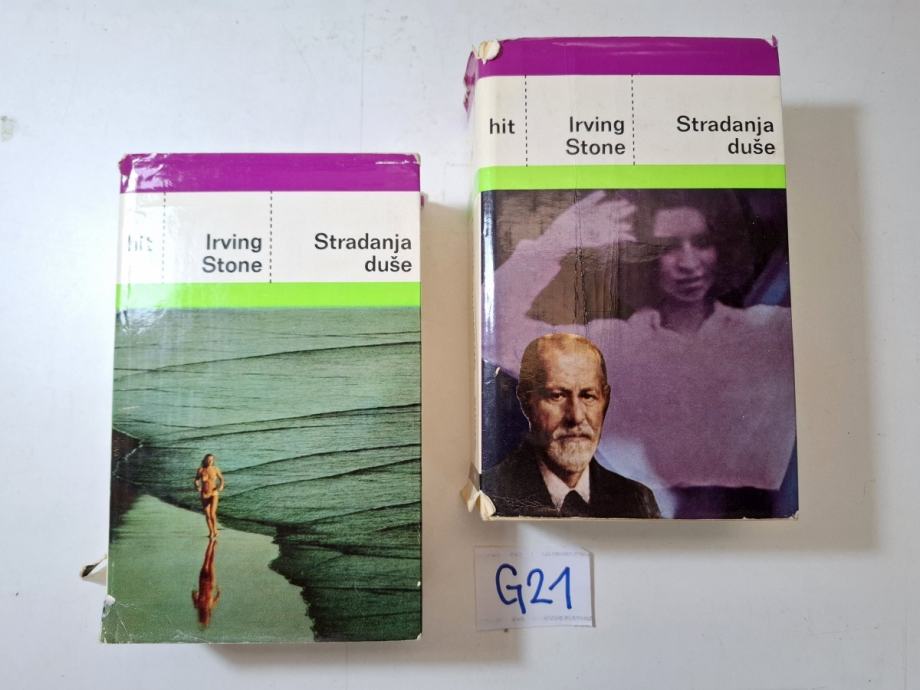 hit
Irving
Stone
Stradanja
duše
hit
Irving
Stone
Stradanja
duše
G21